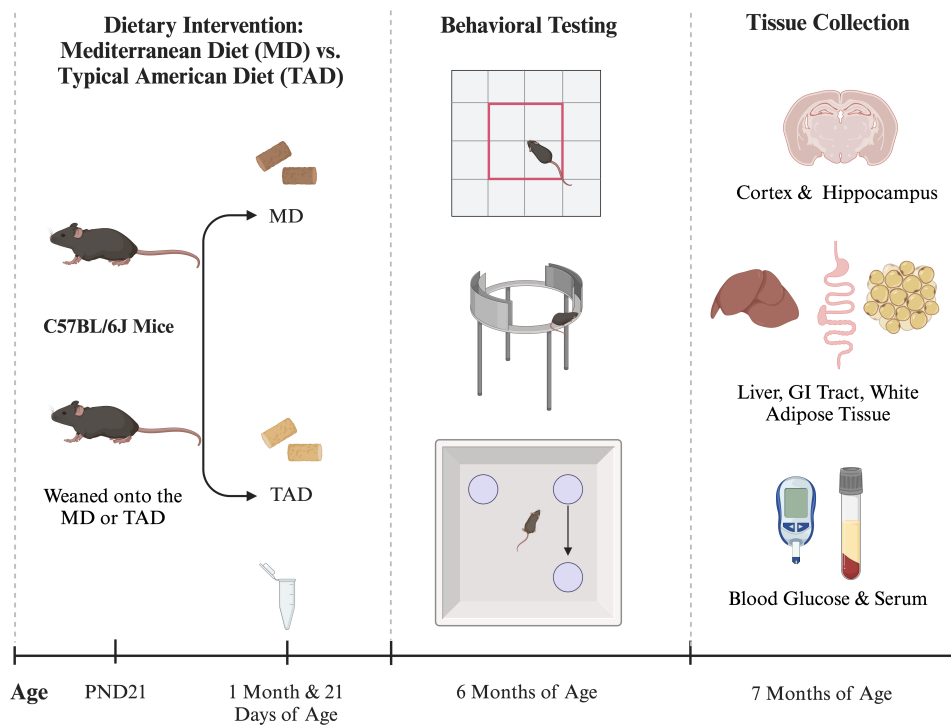 Dietary Intervention:
Mediterranean Diet (MD) vs.
Typical American Diet (TAD)
MD
C57BL/6J Mice
TAD
Weaned onto the
MD or TAD
Behavioral Testing
Tissue Collection
Cortex & Hippocampus
Liver, GI Tract, White
Adipose Tissue
Blood Glucose & Serum
Age
PND21
1 Month & 21
Days of Age
6 Months of Age
7 Months of Age